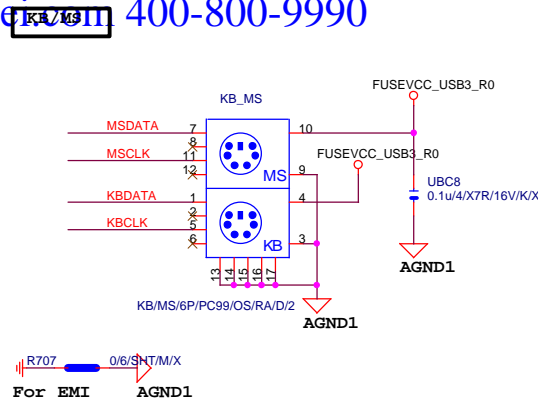 er.com 400-800-9990
KB/MS
FUSEVCC_USB3_R0
KB_MS
MSDATA 7 10
8
MSCLK 11
FUSEVCC_USB3_R0
12 MS 9
UBC8
0.1u/4/X7R/16V/K/X
KBDATA 1 4
2
KBCLK 5
6 KB 3
AGND1
13 14 15 16 17
KB/MS/6P/PC99/OS/RA/D/2
AGND1
R707 0/6/SHT/M/X
For EMI AGND1